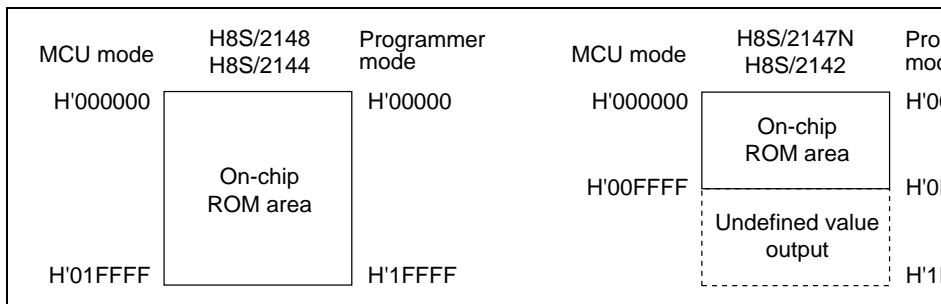 MCU mode
H8S/2148
H8S/2144
Programmer
mode
H'000000
H'00000
On-chip
ROM area
H'01FFFF
H'1FFFF
MCU mode
H8S/2147N
H8S/2142
H'000000
On-chip
ROM area
H'00FFFF
Undefined value
output